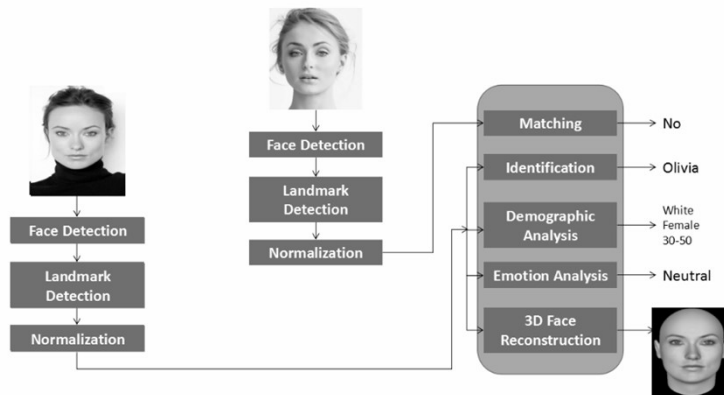 Face Detection
Landmark
Detection
Normalization
Face Detection
Landmark
Detection
Normalization
Matching
No
Identification
Olivia
Demographic
Analysis
White
Female
30-50
Emotion Analysis
Neutral
3D Face
Reconstruction